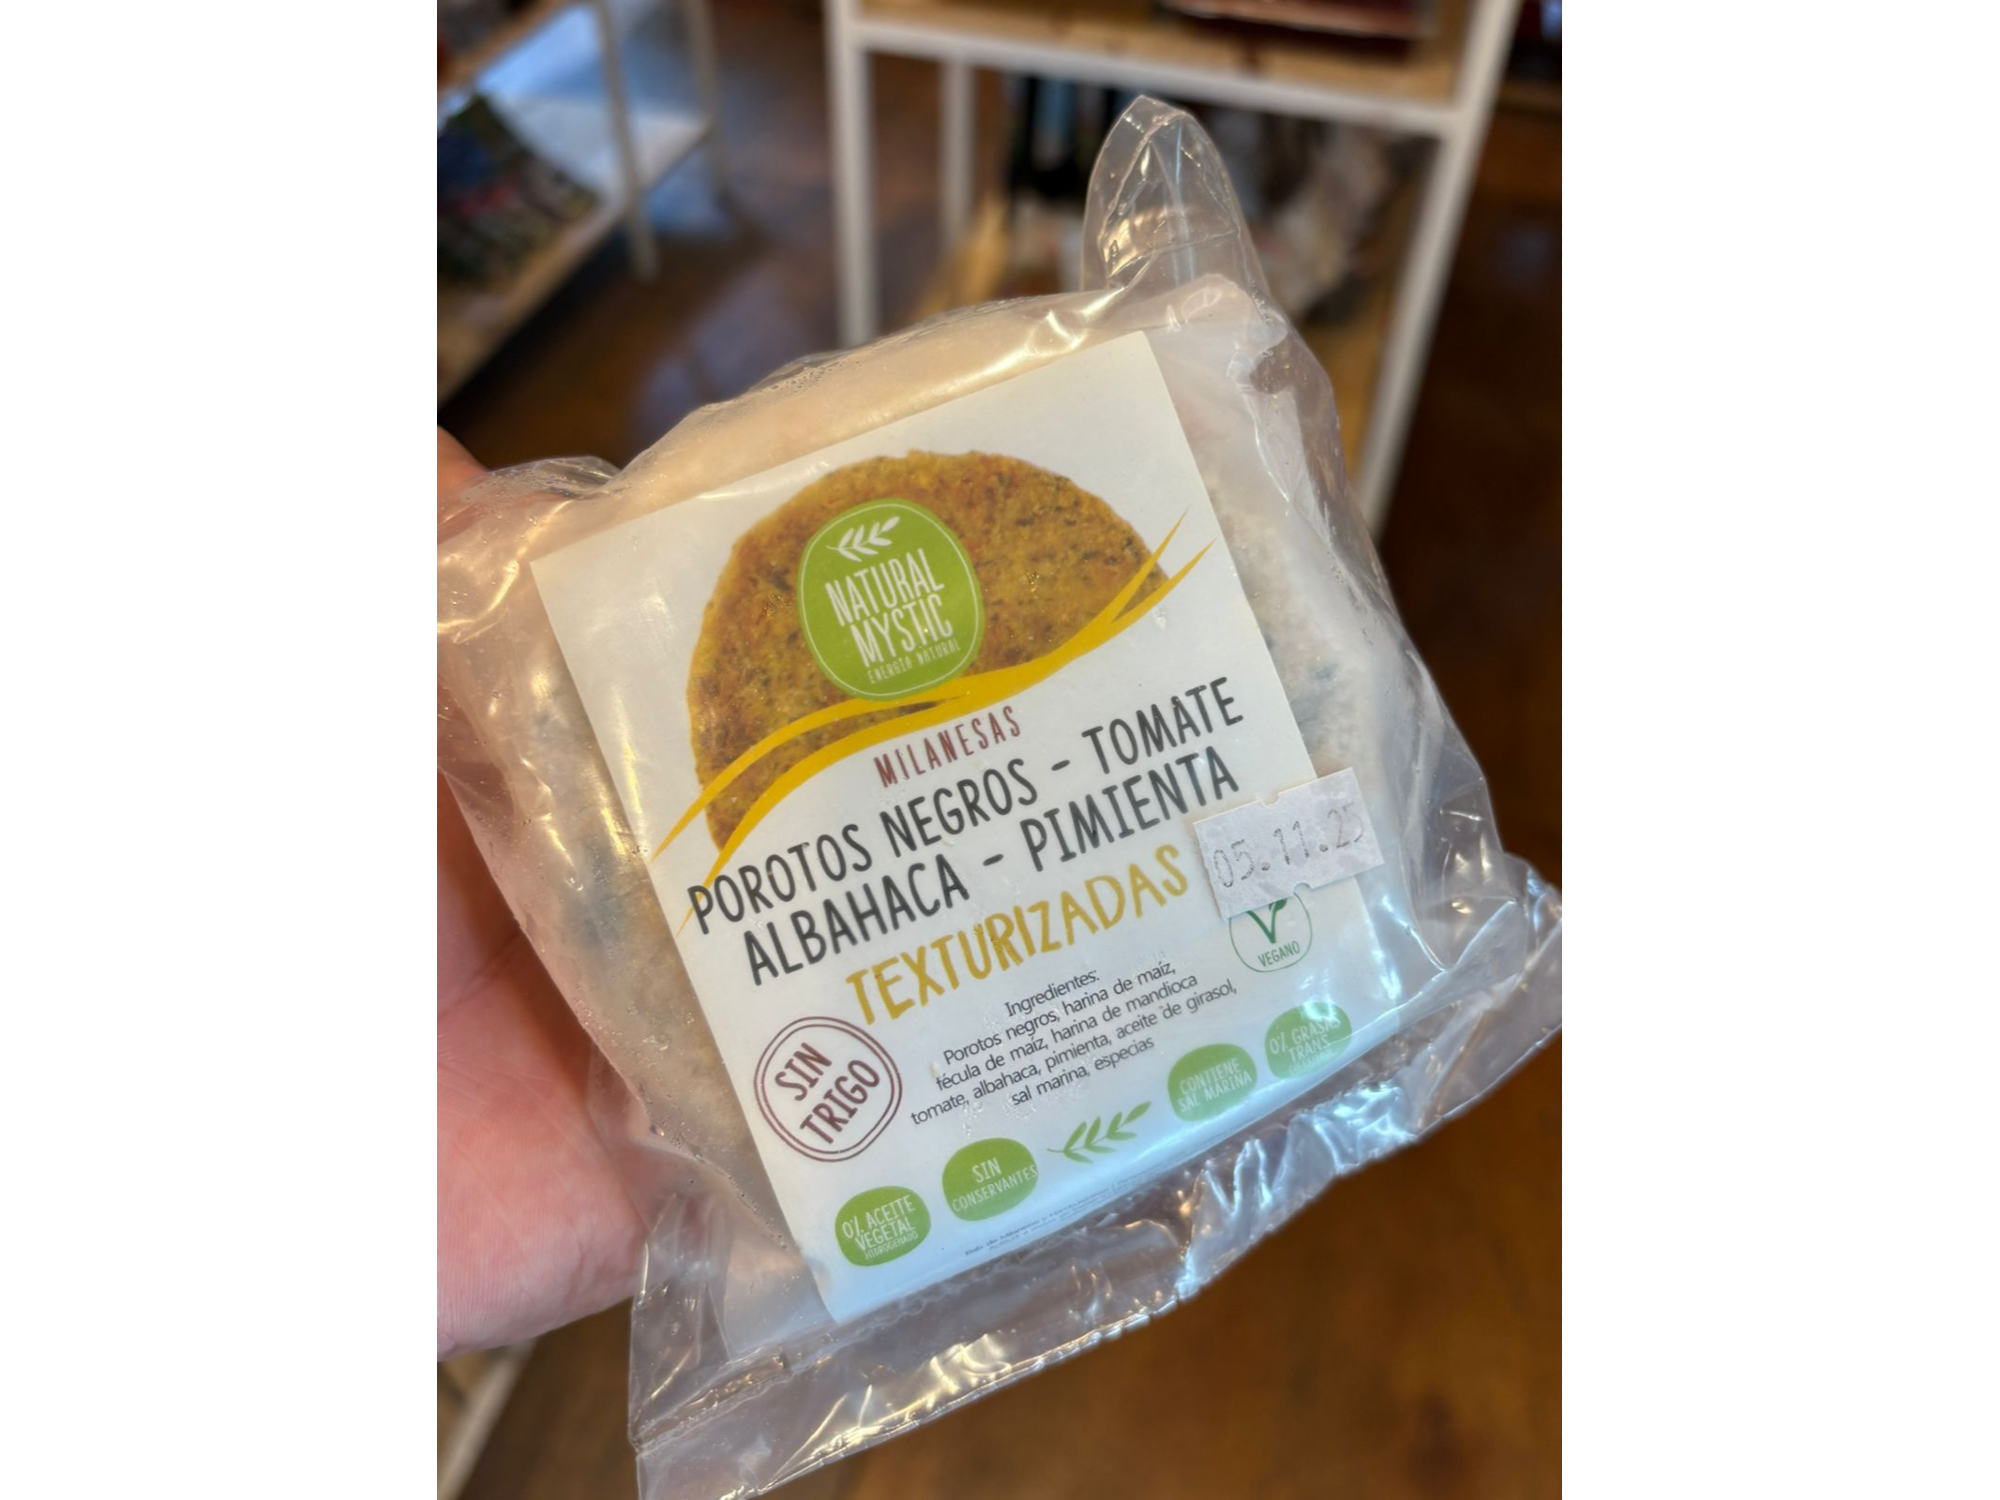 NATURAL
MYSTIC
ENERGÍA NATURAL
MILANESAS
POROTOS NEGROS - TOMATE
ALBAHACA - PIMIENTA
TEXTURIZADAS
05.11.25
VEGANO
Ingredientes:
Porotos negros, harina de maíz,
fécula de maíz, harina de mandioca
tomate, albahaca, pimienta, aceite de girasol,
sal marina, especias
SIN
TRIGO
0% GRASAS
TRANS
CONTIENE
SAL MARINA
SIN
CONSERVANTES
0% ACEITE
VEGETAL
HIDROGENADO